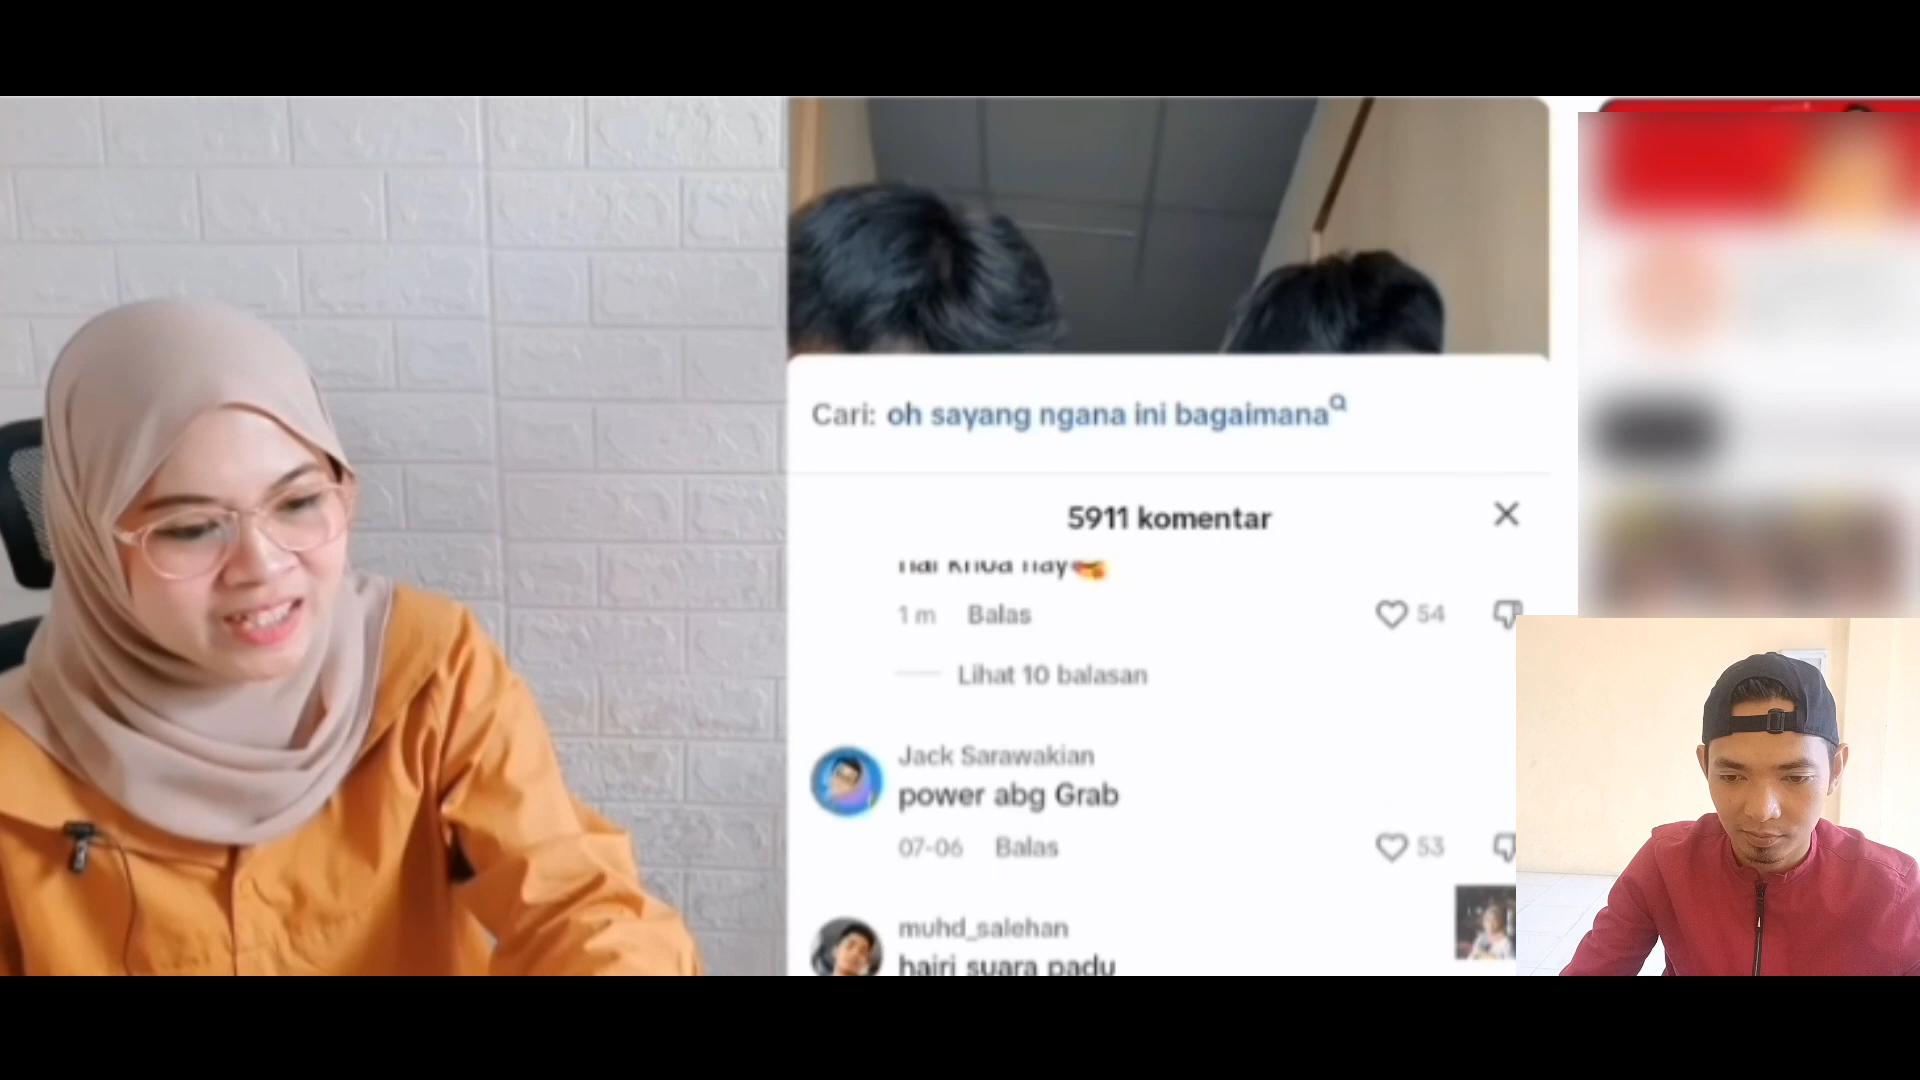 Cari: oh sayang ngana ini bagaimana
5911 komentar
1 m Balas 54
Lihat 10 balasan
Jack Sarawakian
power abg Grab
07-06 Balas 53
muhd_salehan
hairi suara padu